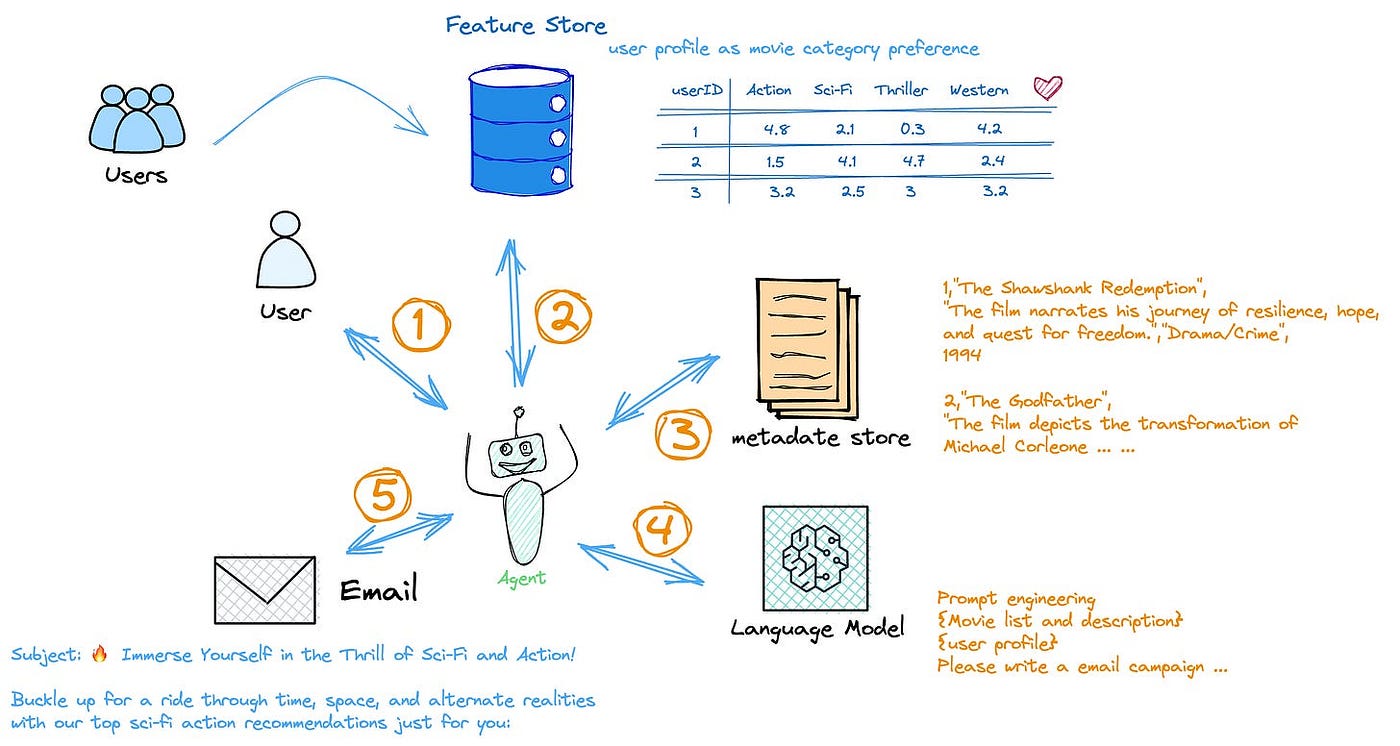 Feature Store
user profile as movie category preference
userID Action Sci-Fi Thriller Western
1 4.8 2.1 0.3 4.2
2 1.5 4.1 4.7 2.4
3 3.2 2.5 3 3.2
Users
User
1
2
3
metadate store
1,"The Shawshank Redemption",
"The film narrates his journey of resilience, hope,
and quest for freedom.","Drama/Crime",
1994
2,"The Godfather",
"The film depicts the transformation of
Michael Corleone ... ...
5
4
Agent
Email
Language Model
Prompt engineering
{Movie list and description}
{user profile}
Please write a email campaign ...
Subject: 🔥 Immerse Yourself in the Thrill of Sci-Fi and Action!
Buckle up for a ride through time, space, and alternate realities
with our top sci-fi action recommendations just for you: